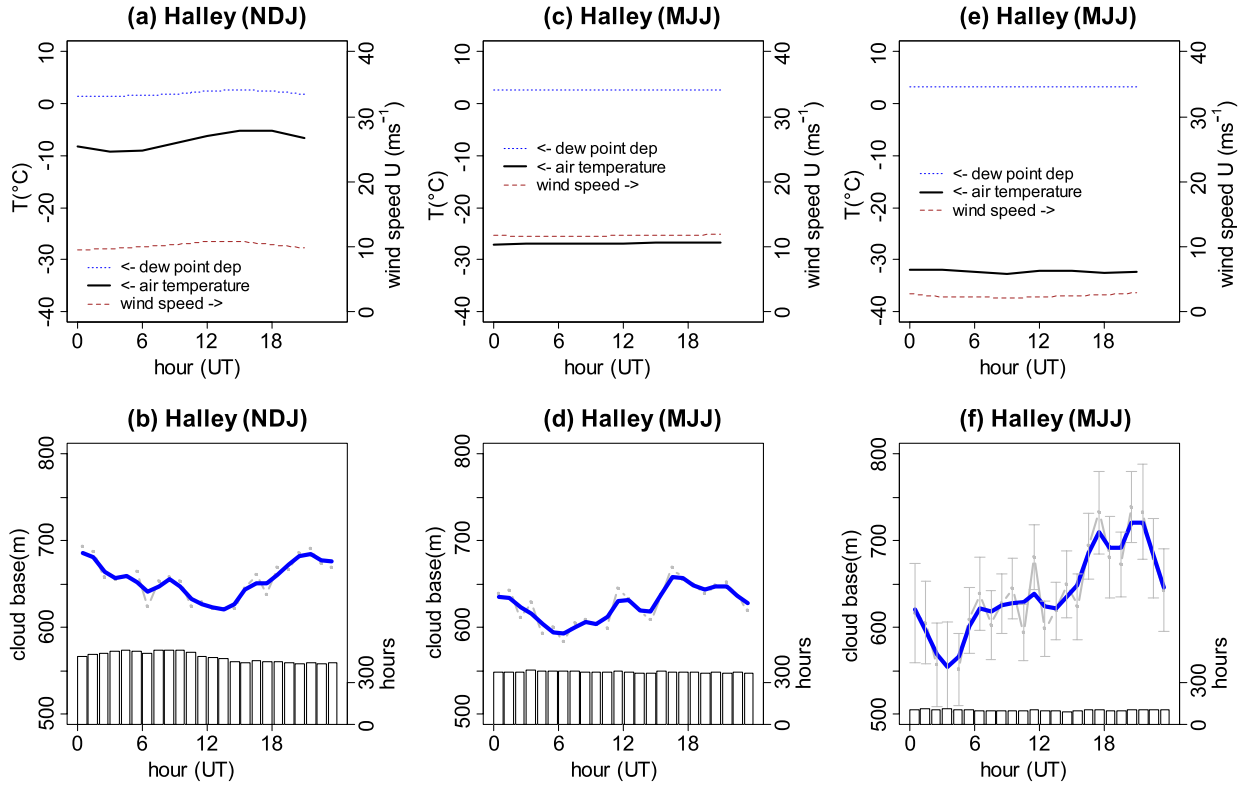 (a) Halley (NDJ)
10
0
-10
-20
-30
-40
T(°C)
40
30
20
10
0
wind speed U (ms⁻¹)
<- dew point dep
<- air temperature
wind speed ->
0 6 12 18
hour (UT)
(c) Halley (MJJ)
10
0
-10
-20
-30
-40
T(°C)
40
30
20
10
0
wind speed U (ms⁻¹)
<- dew point dep
<- air temperature
wind speed ->
0 6 12 18
hour (UT)
(e) Halley (MJJ)
10
0
-10
-20
-30
-40
T(°C)
40
30
20
10
0
wind speed U (ms⁻¹)
<- dew point dep
<- air temperature
wind speed ->
0 6 12 18
hour (UT)
(b) Halley (NDJ)
800
700
600
500
cloud base(m)
300
0
hours
0 6 12 18
hour (UT)
(d) Halley (MJJ)
800
700
600
500
cloud base(m)
300
0
hours
0 6 12 18
hour (UT)
(f) Halley (MJJ)
800
700
600
500
cloud base(m)
300
0
hours
0 6 12 18
hour (UT)